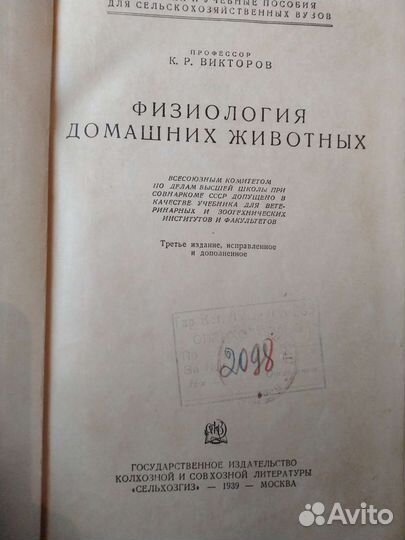 И УЧЕБНЫЕ ПОСОБИЯ
ДЛЯ СЕЛЬСКОХОЗЯЙСТВЕННЫХ ВУЗОВ
ПРОФЕССОР
К. Р. ВИКТОРОВ
ФИЗИОЛОГИЯ
ДОМАШНИХ ЖИВОТНЫХ
ВСЕСОЮЗНЫМ КОМИТЕТОМ
ПО ДЕЛАМ ВЫСШЕЙ ШКОЛЫ ПРИ
СОВНАРКОМЕ СССР ДОПУЩЕНО В
КАЧЕСТВЕ УЧЕБНИКА ДЛЯ ВЕТЕ-
РИНАРНЫХ И ЗООТЕХНИЧЕСКИХ
ИНСТИТУТОВ И ФАКУЛЬТЕТОВ
Третье издание, исправленное
и дополненное
2098
ГОСУДАРСТВЕННОЕ ИЗДАТЕЛЬСТВО
КОЛХОЗНОЙ И СОВХОЗНОЙ ЛИТЕРАТУРЫ
«СЕЛЬХОЗГИЗ» — 1939 — МОСКВА
Avito